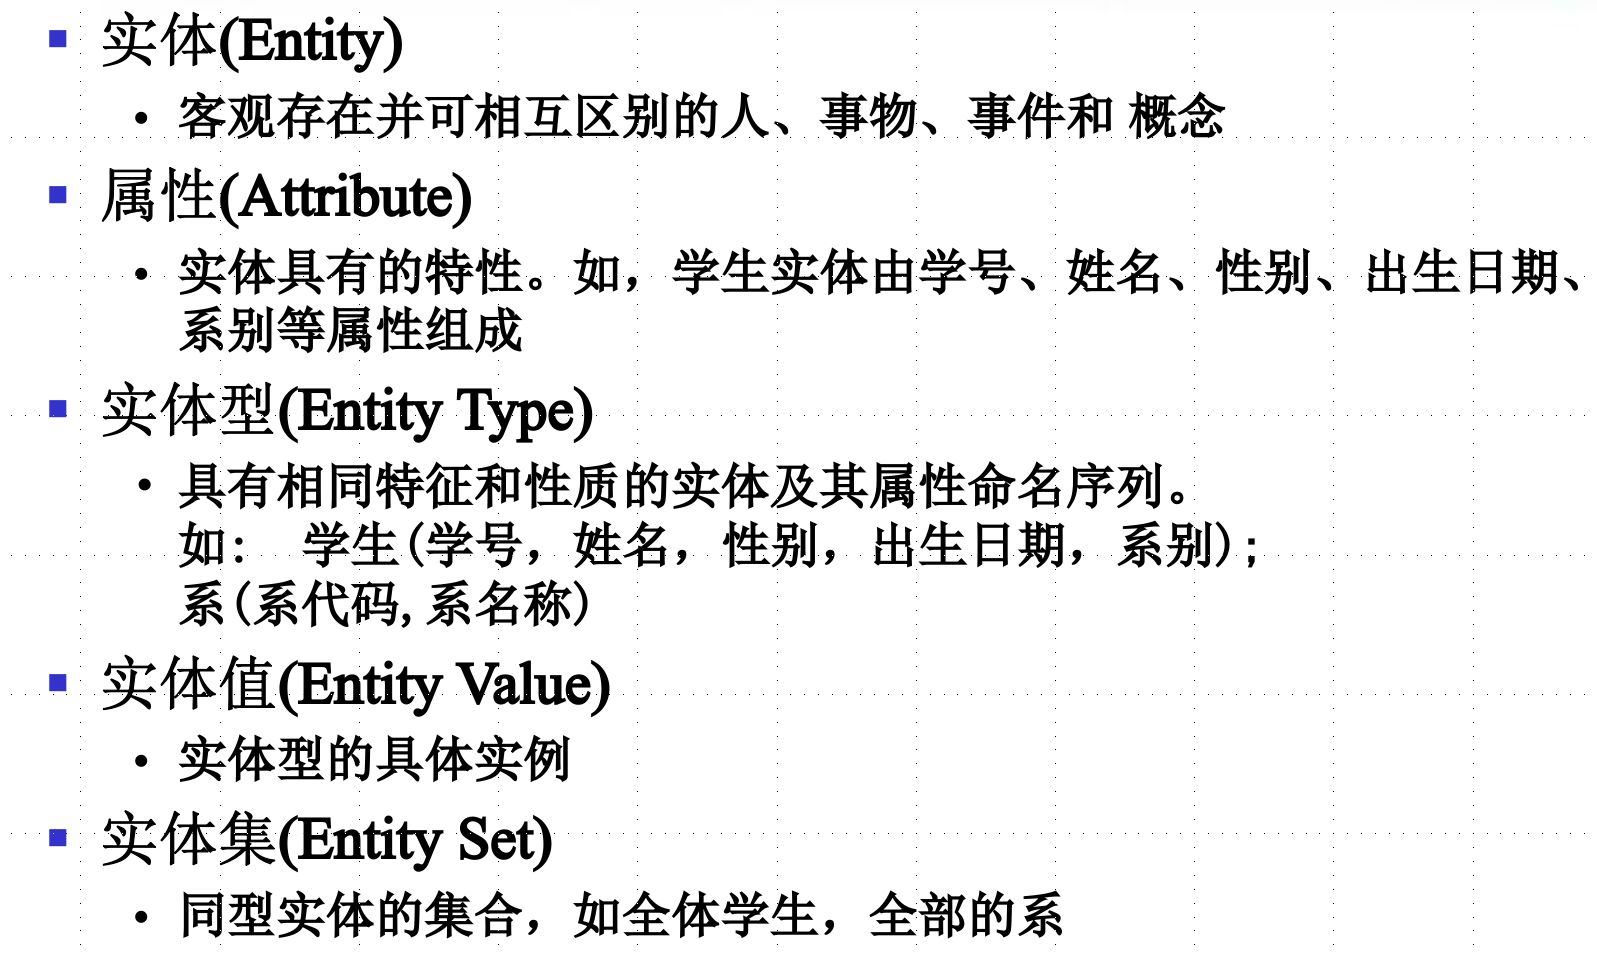 ▪ 实体(Entity)
• 客观存在并可相互区别的人、事物、事件和 概念
▪ 属性(Attribute)
• 实体具有的特性。如，学生实体由学号、姓名、性别、出生日期、
系别等属性组成
▪ 实体型(Entity Type)
• 具有相同特征和性质的实体及其属性命名序列。
如： 学生(学号，姓名，性别，出生日期，系别)；
系(系代码,系名称)
▪ 实体值(Entity Value)
• 实体型的具体实例
▪ 实体集(Entity Set)
• 同型实体的集合，如全体学生，全部的系